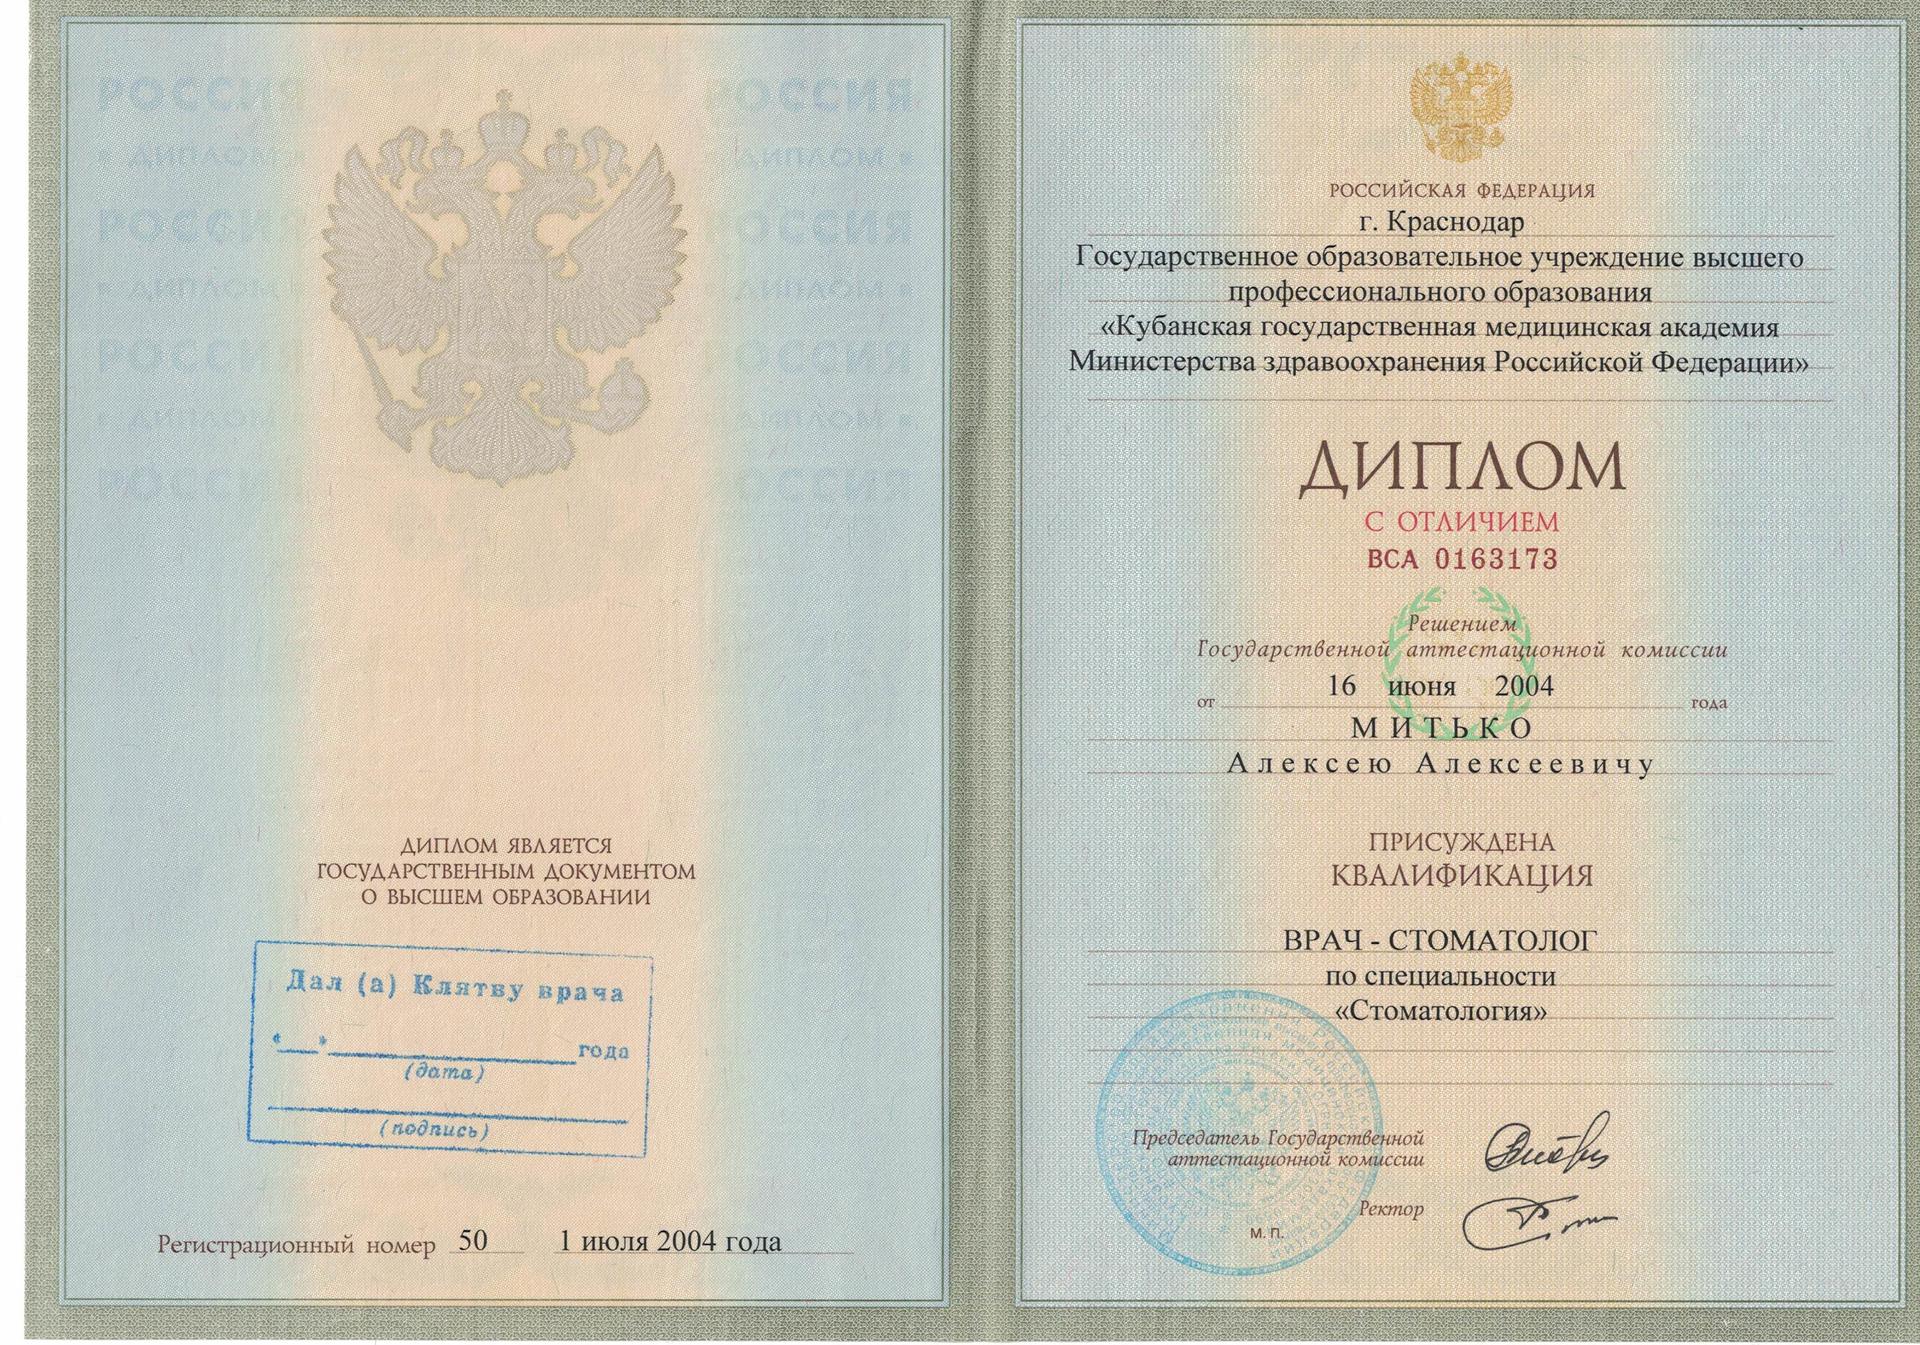 РОССИЯ РОССИЯ
• ДИПЛОМ • • ДИПЛОМ •
РОССИЯ РОССИЯ
• ДИПЛОМ • • ДИПЛОМ •
РОССИЯ РОССИЯ
• ДИПЛОМ • • ДИПЛОМ •
РОССИЯ РОССИЯ
ДИПЛОМ ЯВЛЯЕТСЯ
ГОСУДАРСТВЕННЫМ ДОКУМЕНТОМ
О ВЫСШЕМ ОБРАЗОВАНИИ
Дал (а) Клятву врача
«__»____________года
(дата)
(подпись)
Регистрационный номер 50 1 июля 2004 года
РОССИЙСКАЯ ФЕДЕРАЦИЯ
г. Краснодар
Государственное образовательное учреждение высшего
профессионального образования
«Кубанская государственная медицинская академия
Министерства здравоохранения Российской Федерации»
ДИПЛОМ
С ОТЛИЧИЕМ
ВСА 0163173
Решением
Государственной аттестационной комиссии
от 16 июня 2004 года
МИТЬКО
Алексею Алексеевичу
ПРИСУЖДЕНА
КВАЛИФИКАЦИЯ
ВРАЧ - СТОМАТОЛОГ
по специальности
«Стоматология»
Председатель Государственной
аттестационной комиссии
Ректор
М. П.